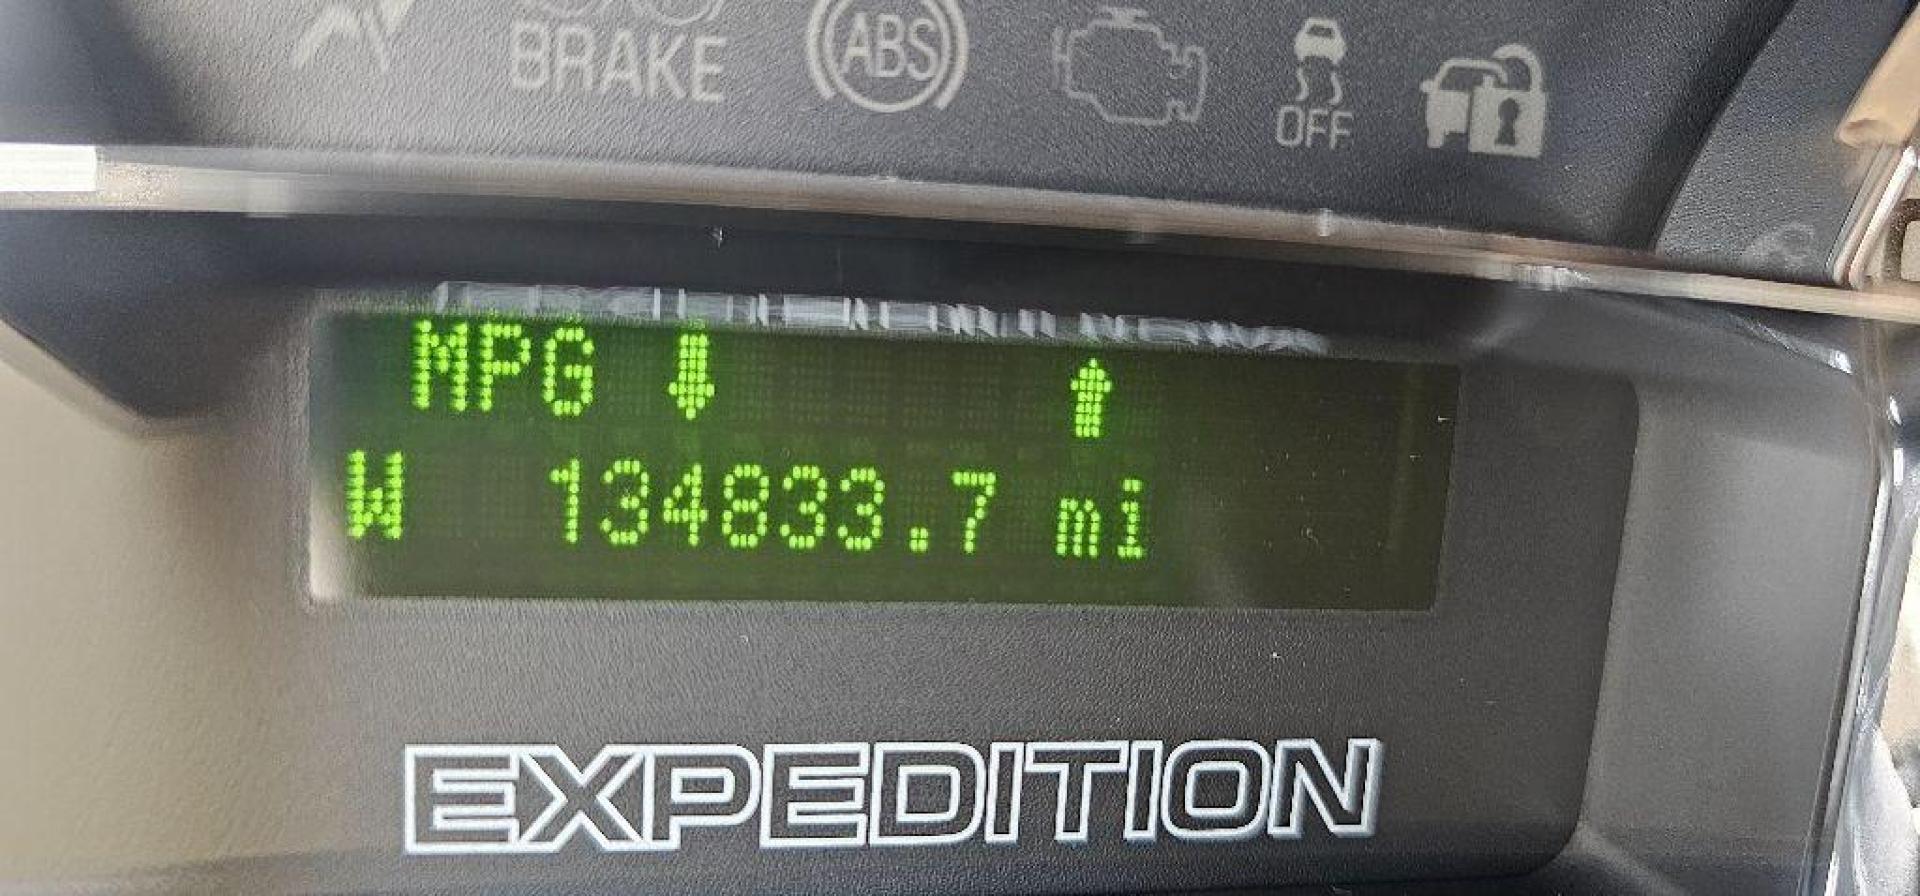 BRAKE
ABS
OFF
MPG ↓ ↑
W 134833.7 mi
EXPEDITION